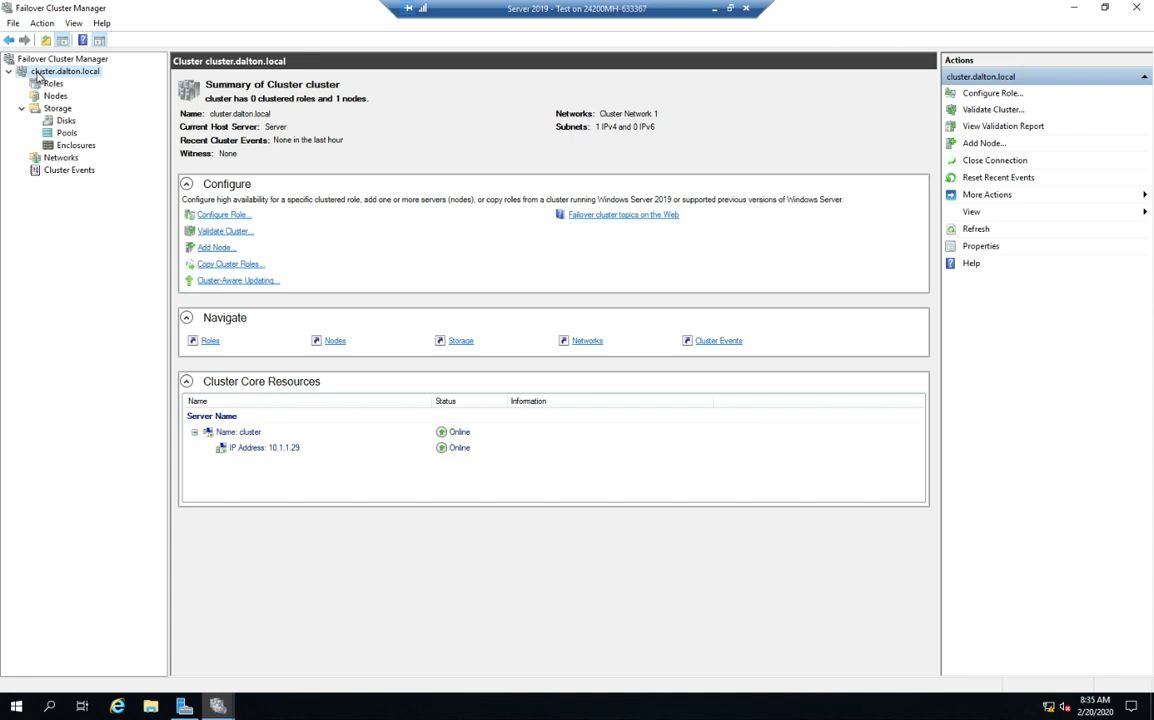 Failover Cluster Manager
Server 2019 - Test on 24200MH-633367
File Action View Help
Failover Cluster Manager
cluster.dalton.local
Roles
Nodes
Storage
Disks
Pools
Enclosures
Networks
Cluster Events
Cluster cluster.dalton.local
Summary of Cluster cluster
cluster has 0 clustered roles and 1 nodes.
Name: cluster.dalton.local
Networks: Cluster Network 1
Current Host Server: Server
Subnets: 1 IPv4 and 0 IPv6
Recent Cluster Events: None in the last hour
Witness: None
Configure
Configure high availability for a specific clustered role, add one or more servers (nodes), or copy roles from a cluster running Windows Server 2019 or supported previous versions of Windows Server.
Configure Role...
Failover cluster topics on the Web
Validate Cluster...
Add Node...
Copy Cluster Roles...
Cluster-Aware Updating...
Navigate
Roles Nodes Storage Networks Cluster Events
Cluster Core Resources
Name Status Information
Server Name
Name: cluster Online
IP Address: 10.1.1.29 Online
Actions
cluster.dalton.local
Configure Role...
Validate Cluster...
View Validation Report
Add Node...
Close Connection
Reset Recent Events
More Actions
View
Refresh
Properties
Help
8:35 AM
2/20/2020